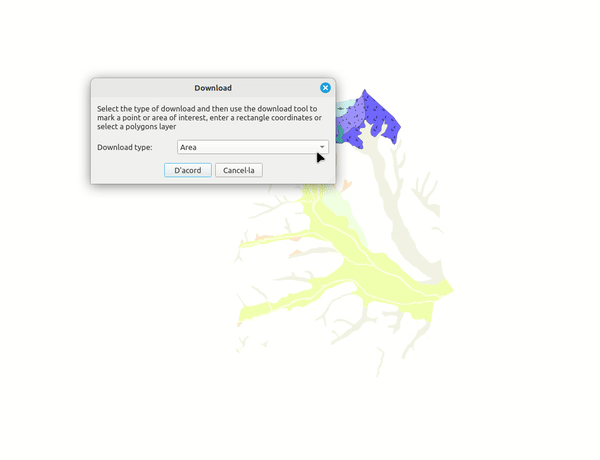 Download
Select the type of download and then use the download tool to
mark a point or area of interest, enter a rectangle coordinates or
select a polygons layer
Download type:
Area
D'acord
Cancel·la